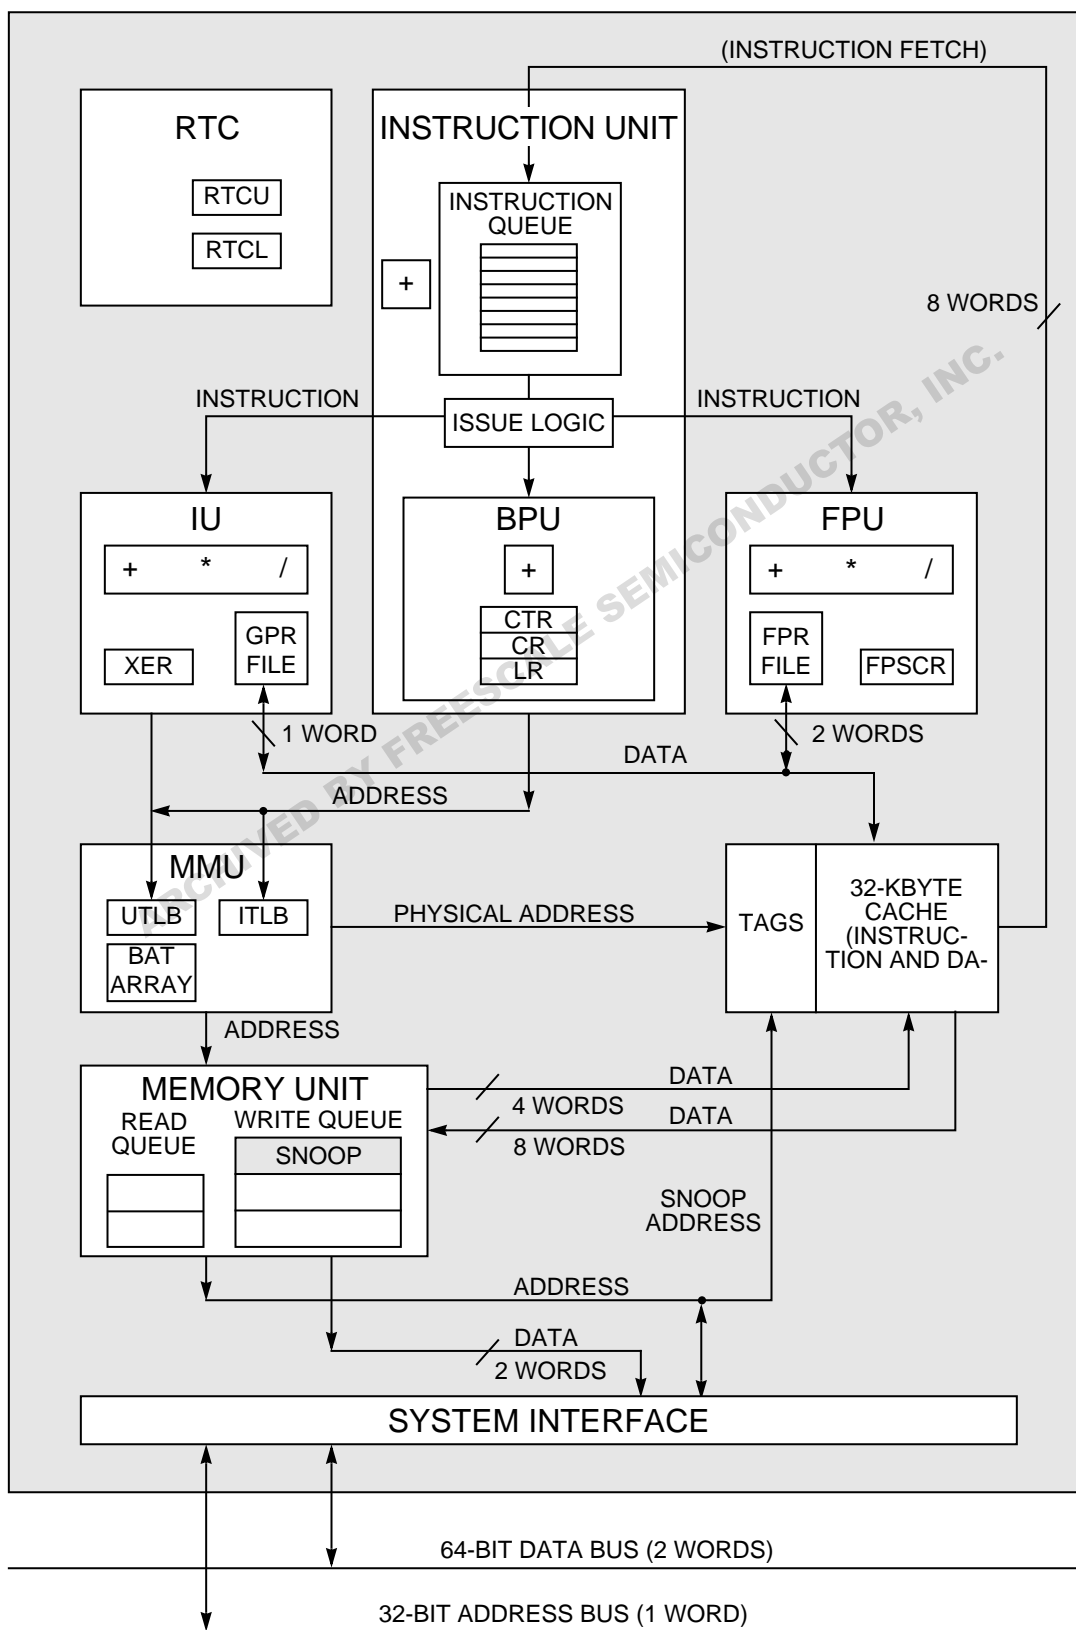 (INSTRUCTION FETCH)
RTC
RTCU
RTCL
INSTRUCTION UNIT
INSTRUCTION
QUEUE
+
8 WORDS
INSTRUCTION
ISSUE LOGIC
INSTRUCTION
IU
+ * /
XER
GPR
FILE
BPU
+
CTR
CR
LR
FPU
+ * /
FPR
FILE
FPSCR
1 WORD
2 WORDS
DATA
ADDRESS
MMU
UTLB
ITLB
BAT
ARRAY
PHYSICAL ADDRESS
TAGS
32-KBYTE
CACHE
(INSTRUC-
TION AND DA-
ADDRESS
MEMORY UNIT
READ
QUEUE
WRITE QUEUE
SNOOP
DATA
4 WORDS
DATA
8 WORDS
SNOOP
ADDRESS
ADDRESS
DATA
2 WORDS
SYSTEM INTERFACE
64-BIT DATA BUS (2 WORDS)
32-BIT ADDRESS BUS (1 WORD)
ARCHIVED BY FREESCALE SEMICONDUCTOR, INC.